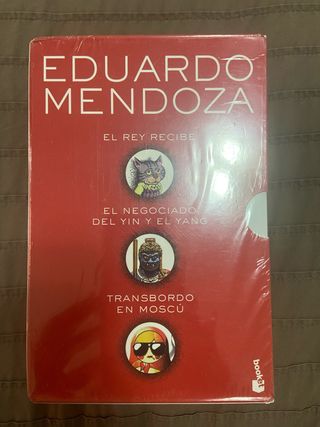 EDUARDO
MENDOZA
EL REY RECIBE
EL NEGOCIADO
DEL YIN Y EL YANG
TRANSBORDO
EN MOSCÚ
booket